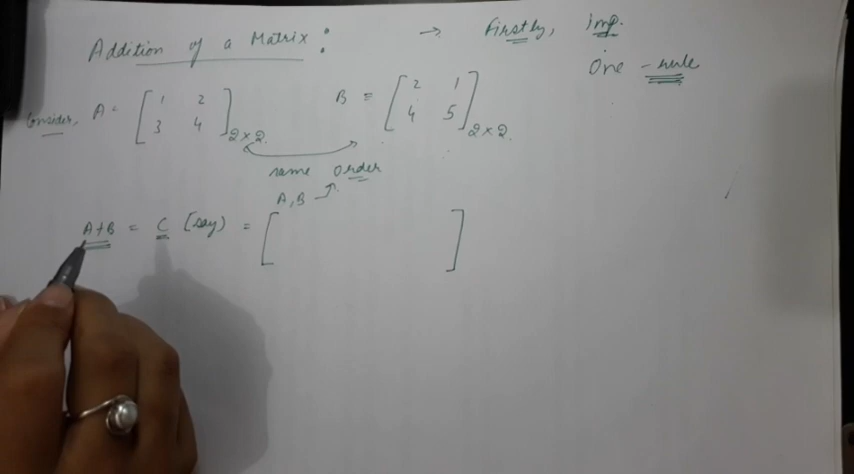 Addition of a Matrix : → Firstly, imp.
One - rule
Consider, A = [ 1 2 B = [ 2 1
3 4 ]2×2. 4 5 ]2×2.
same order
A, B
A+B = C [say) = [ ]